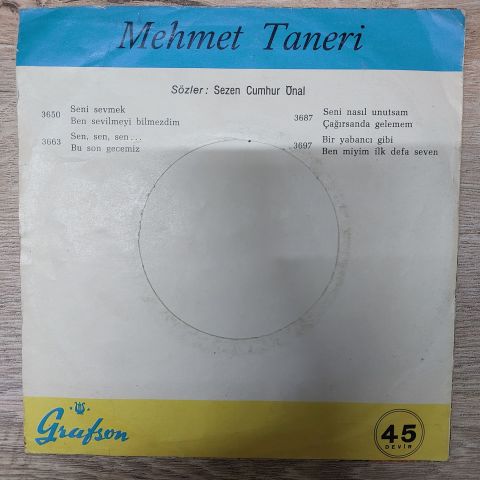 Mehmet Taneri
Sözler: Sezen Cumhur Ünal
3650 Seni sevmek
Ben sevilmeyi bilmezdim
3663 Sen, sen, sen...
Bu son gecemiz
3687 Seni nasıl unutsam
Çağırsanda gelemem
3697 Bir yabancı gibi
Ben miyim ilk defa seven
Grafson
45
DEVİR